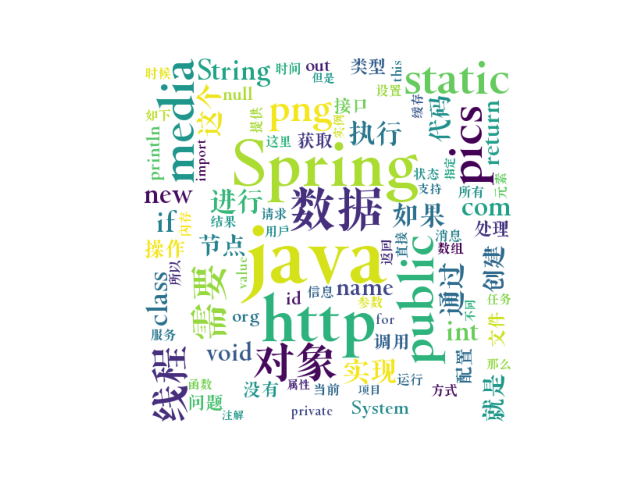 时候
media
String
时间
out
但是
类型
this
设置
static
null
这个
提供
png
实例
接口
缓存
代码
return
pics
如下
println
import
这里
获取
执行
Spring
状态
支持
指定
所有
元素
new
进行
数据
如果
com
if
内存
结果
请求
用户
处理
操作
所以
节点
java
返回
直接
消息
数组
value
class
需要
id
信息
name
参数
public
通过
创建
任务
不同
文件
服务
org
http
for
调用
int
void
对象
实现
配置
那么
线程
函数
问题
没有
属性
当前
项目
运行
方式
就是
注解
private
System